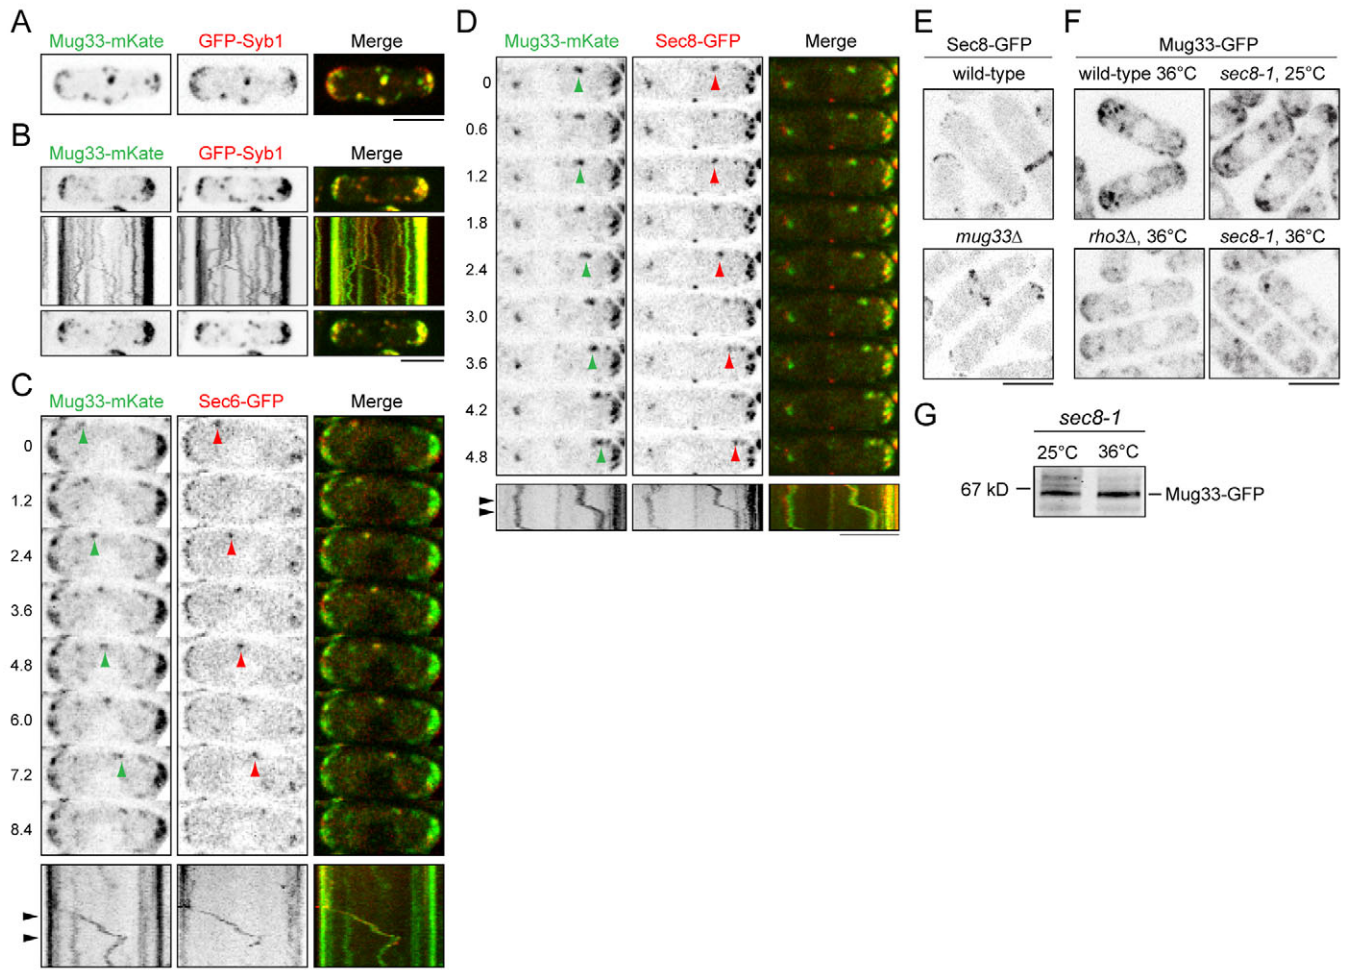 A
Mug33-mKate GFP-Syb1 Merge
B
Mug33-mKate GFP-Syb1 Merge
C
Mug33-mKate Sec6-GFP Merge
0
1.2
2.4
3.6
4.8
6.0
7.2
8.4
D
Mug33-mKate Sec8-GFP Merge
0
0.6
1.2
1.8
2.4
3.0
3.6
4.2
4.8
E
Sec8-GFP
wild-type
mug33Δ
F
Mug33-GFP
wild-type 36°C sec8-1, 25°C
rho3Δ, 36°C sec8-1, 36°C
G
sec8-1
25°C 36°C
67 kD
Mug33-GFP